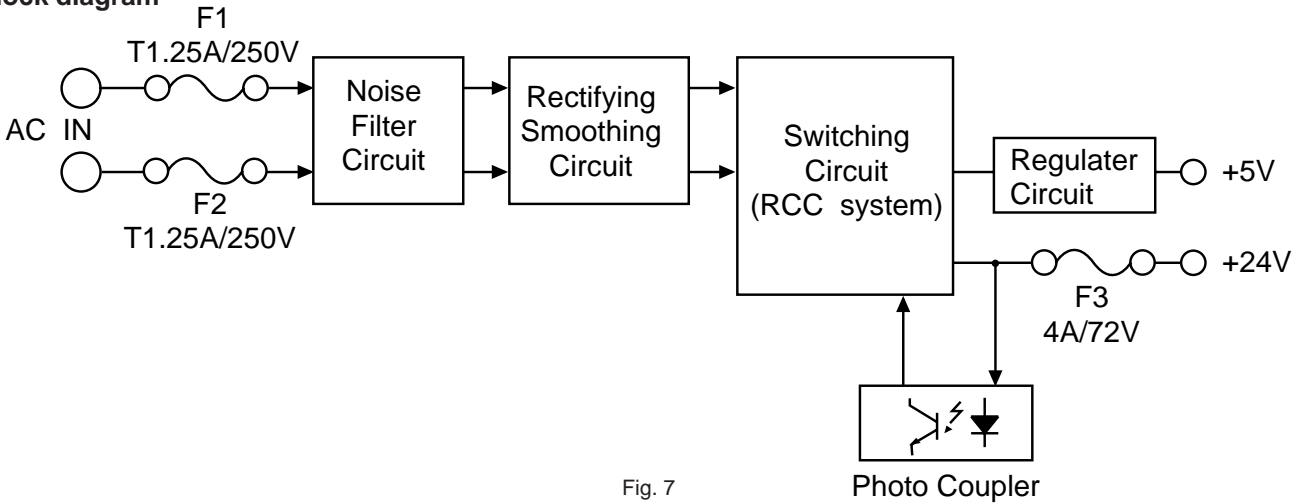 diagram
F1
T1.25A/250V
AC IN
F2
T1.25A/250V
Noise
Filter
Circuit
Rectifying
Smoothing
Circuit
Switching
Circuit
(RCC system)
Regulater
Circuit
+5V
+24V
F3
4A/72V
Photo Coupler
Fig. 7